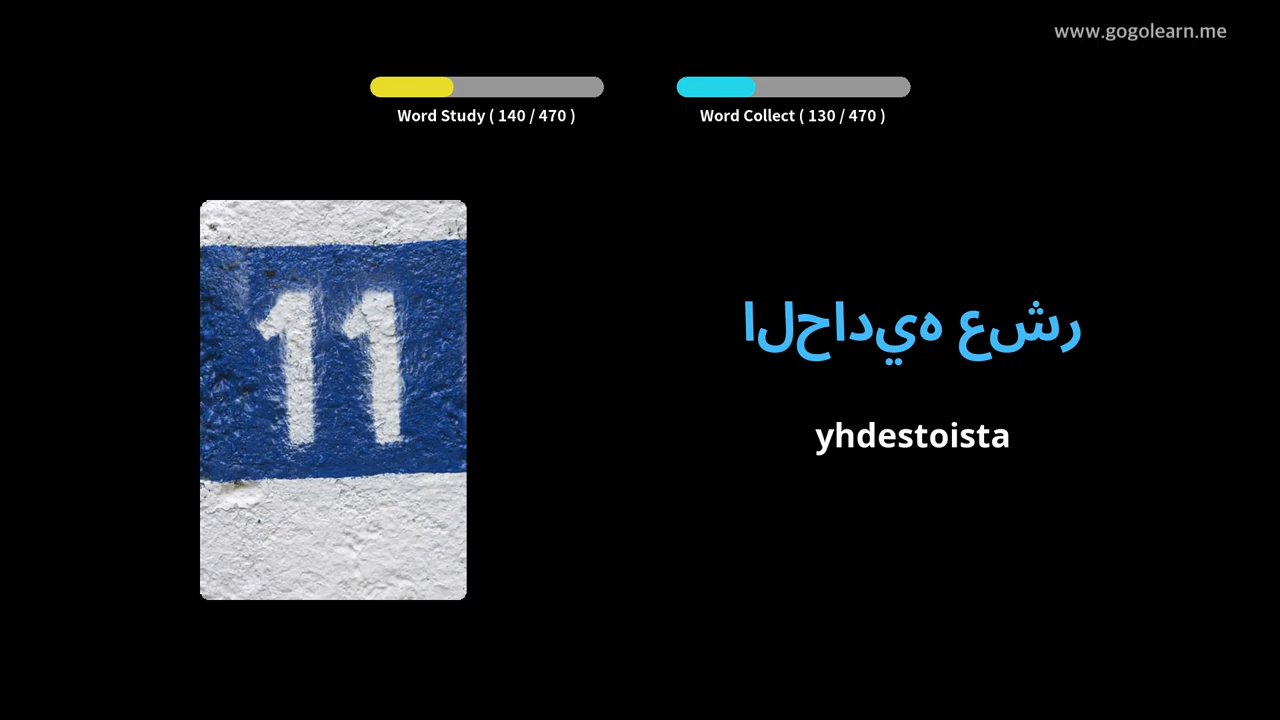 www.gogolearn.me
Word Study ( 140 / 470 )
Word Collect ( 130 / 470 )
11
الحاديه عشر
yhdestoista